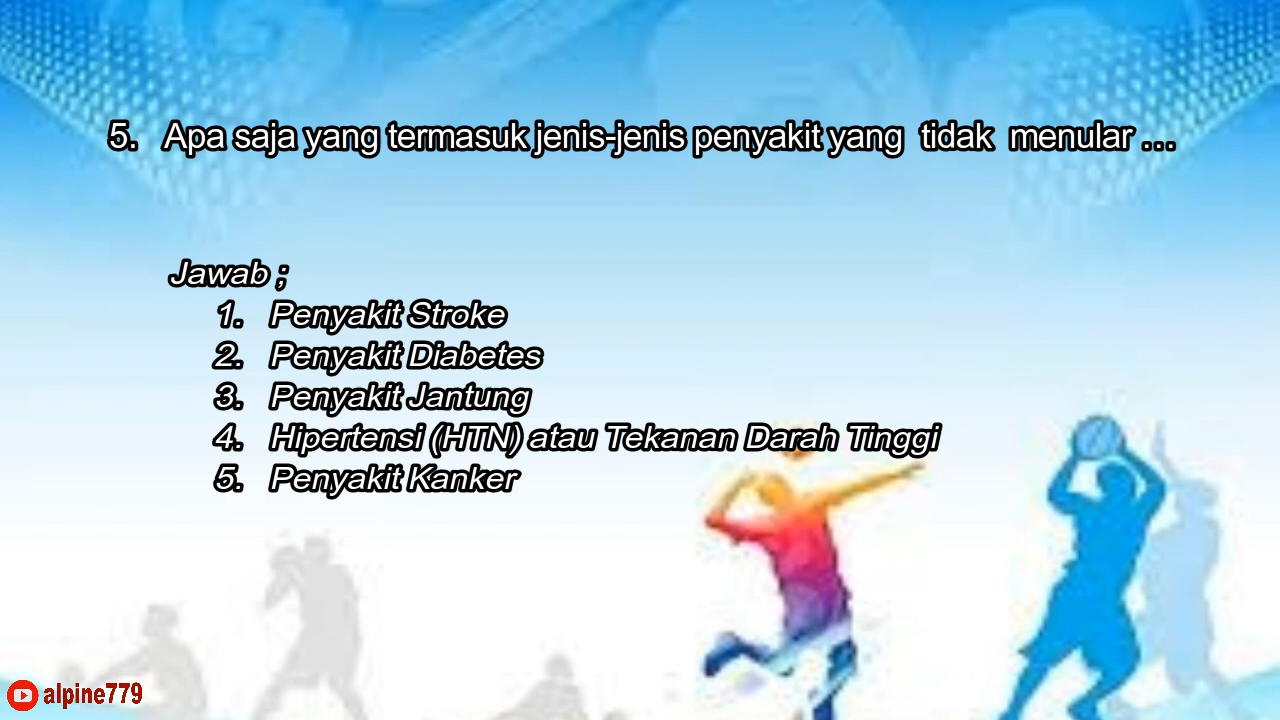 5. Apa saja yang termasuk jenis-jenis penyakit yang tidak menular ...
Jawab ;
1. Penyakit Stroke
2. Penyakit Diabetes
3. Penyakit Jantung
4. Hipertensi (HTN) atau Tekanan Darah Tinggi
5. Penyakit Kanker
alpine779